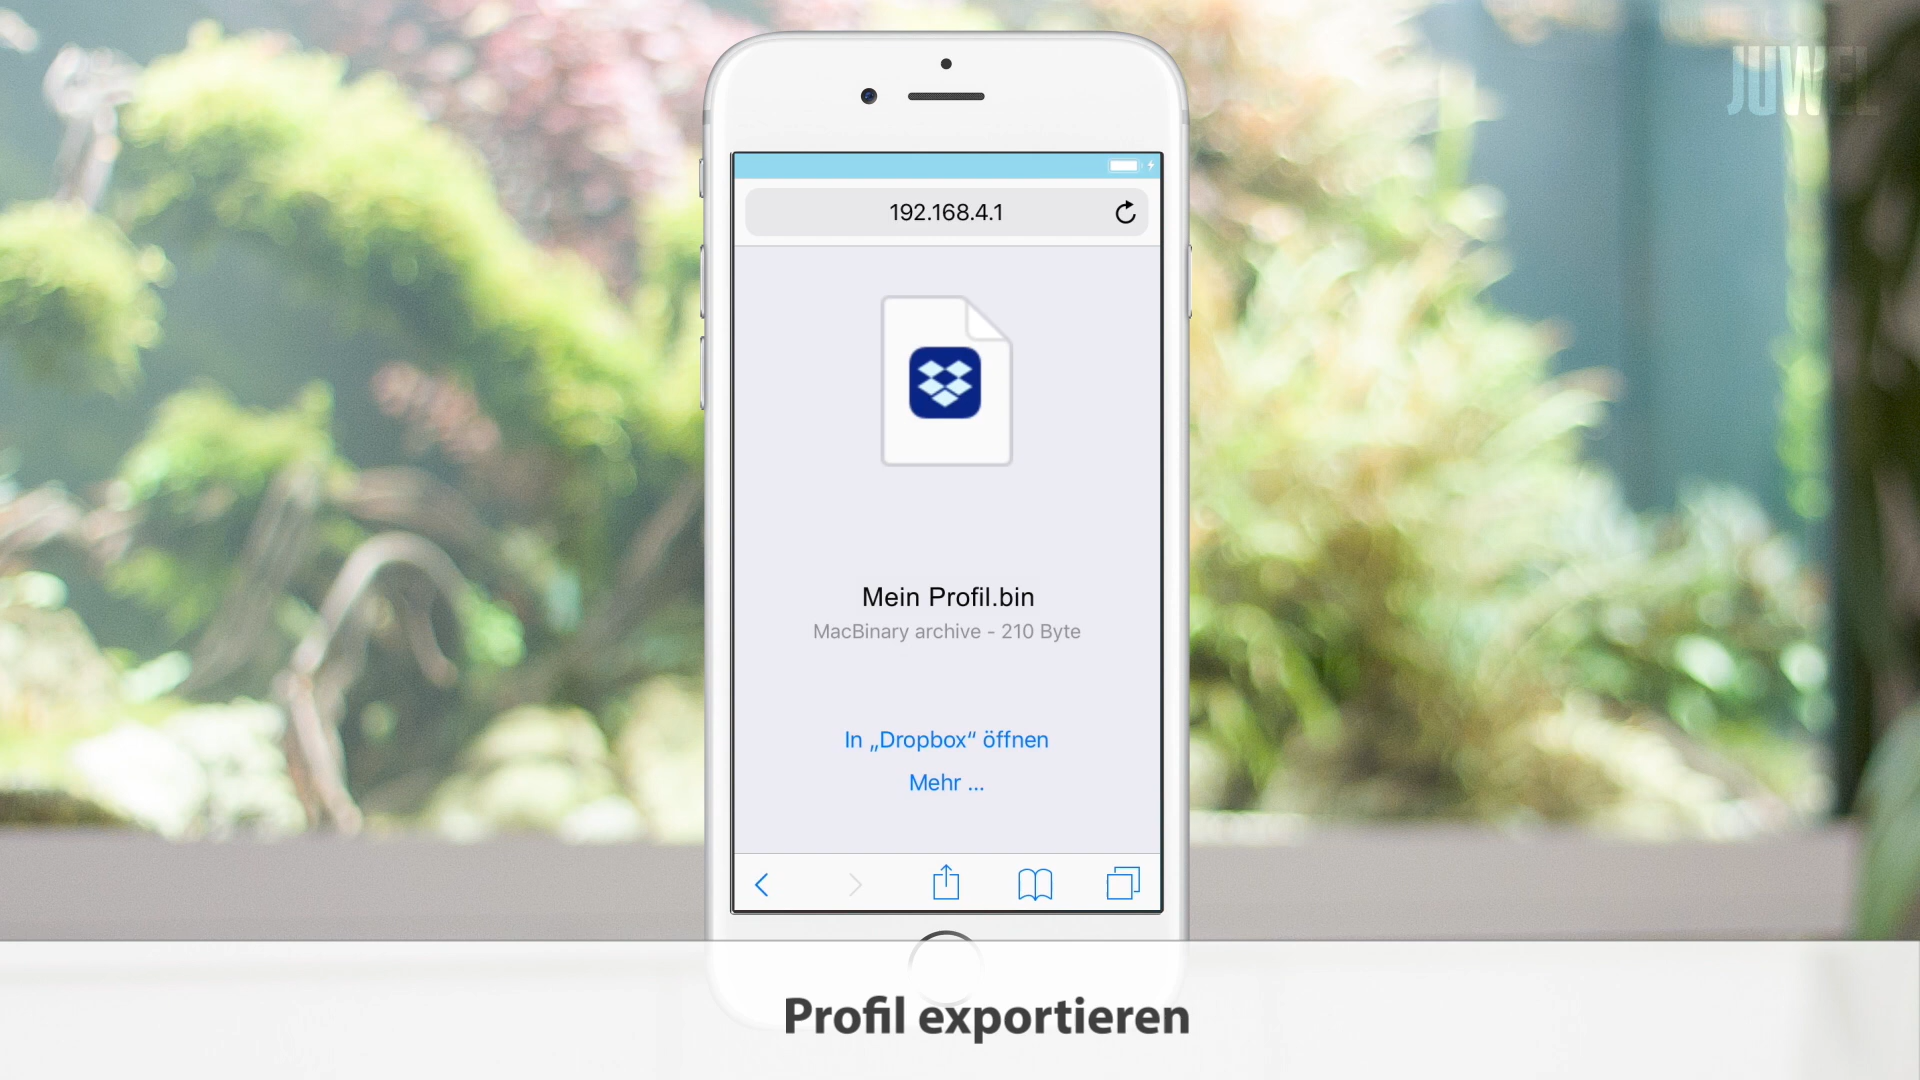 JUWEL
192.168.4.1
Mein Profil.bin
MacBinary archive - 210 Byte
In „Dropbox“ öffnen
Mehr ...
Profil exportieren